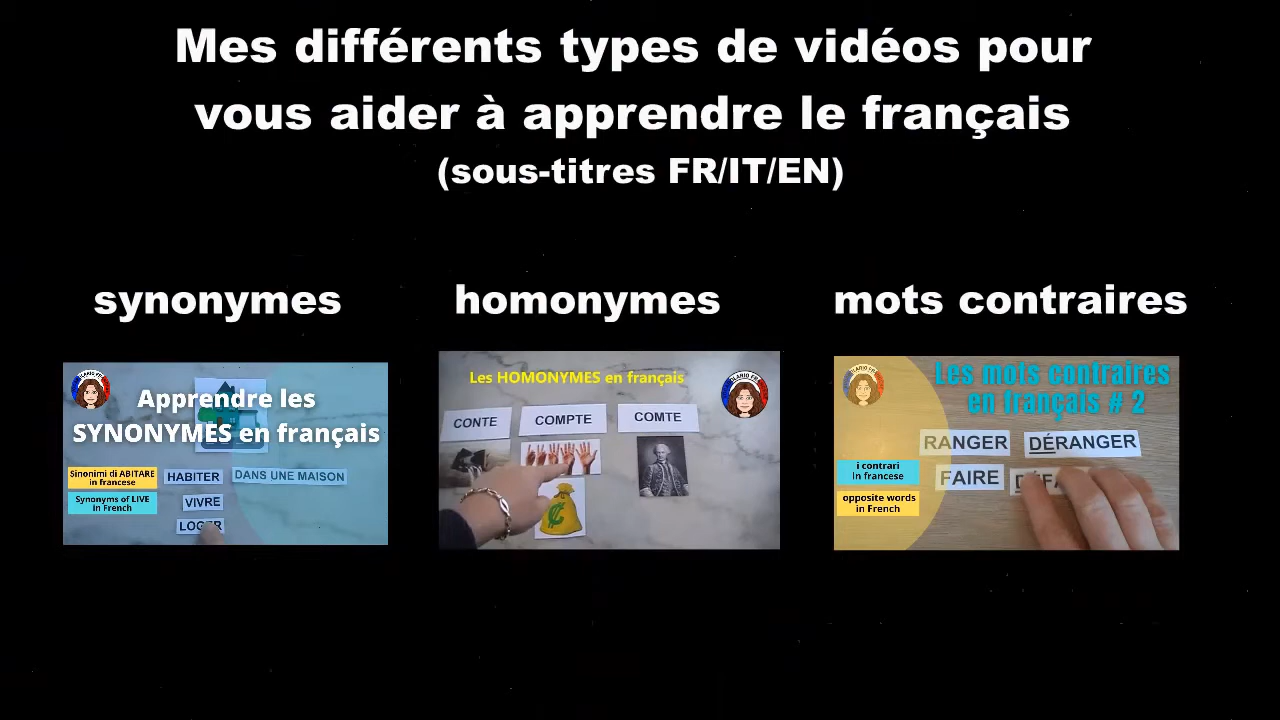 Mes différents types de vidéos pour
vous aider à apprendre le français
(sous-titres FR/IT/EN)
synonymes
homonymes
mots contraires
Apprendre les
SYNONYMES en français
Sinonimi di ABITARE
in francese
Synonyms of LIVE
in French
HABITER
DANS UNE MAISON
VIVRE
LOGER
Les HOMONYMES en français
CONTE
COMPTE
COMTE
Les mots contraires
en français # 2
RANGER
DÉRANGER
FAIRE
i contrari
in francese
opposite words
in French